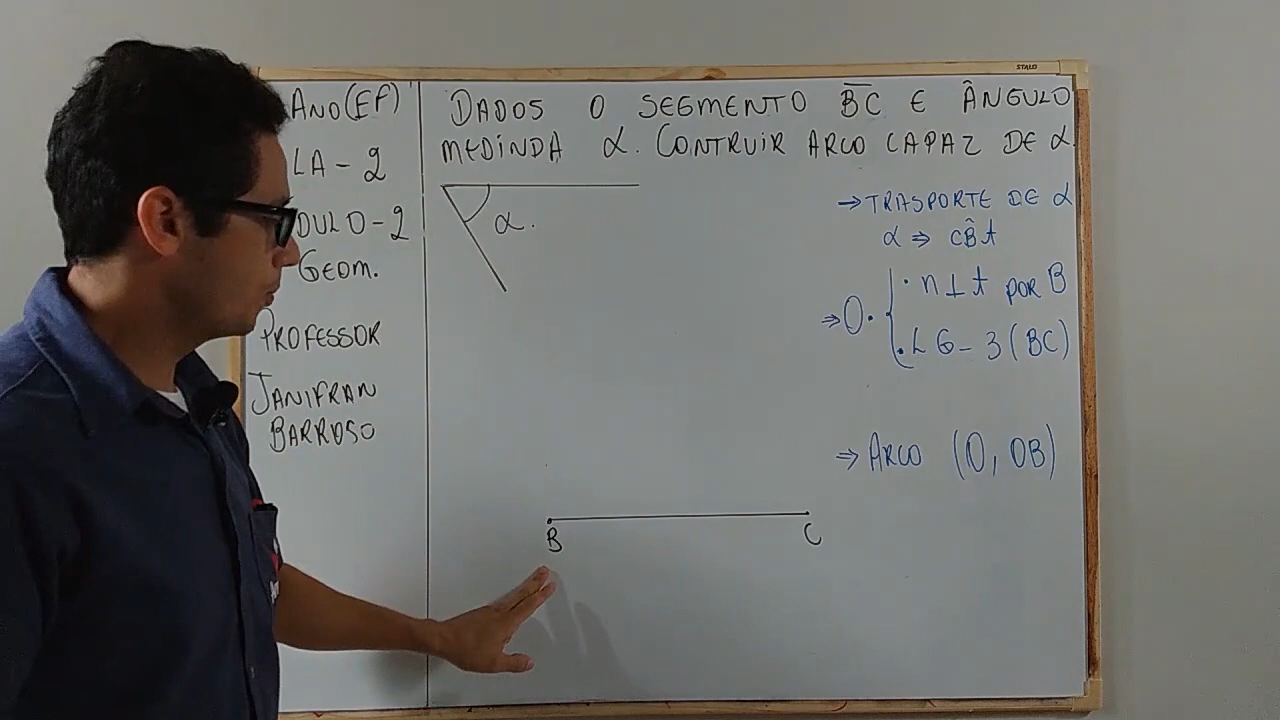 STALO
ANO(EF)
LA-2
DULO-2
GEOM.
PROFESSOR
JANIFRAN
BARROSO
DADOS O SEGMENTO B̅C̅ E ÂNGULO
MEDINDA α. CONTRUIR ARCO CAPAZ DE α
α.
→ TRASPORTE DE α
α ⇒ CB̂t
⇒ O. { · n⊥t POR B
· LG-3(BC)
⇒ ARCO (O, OB)
B C